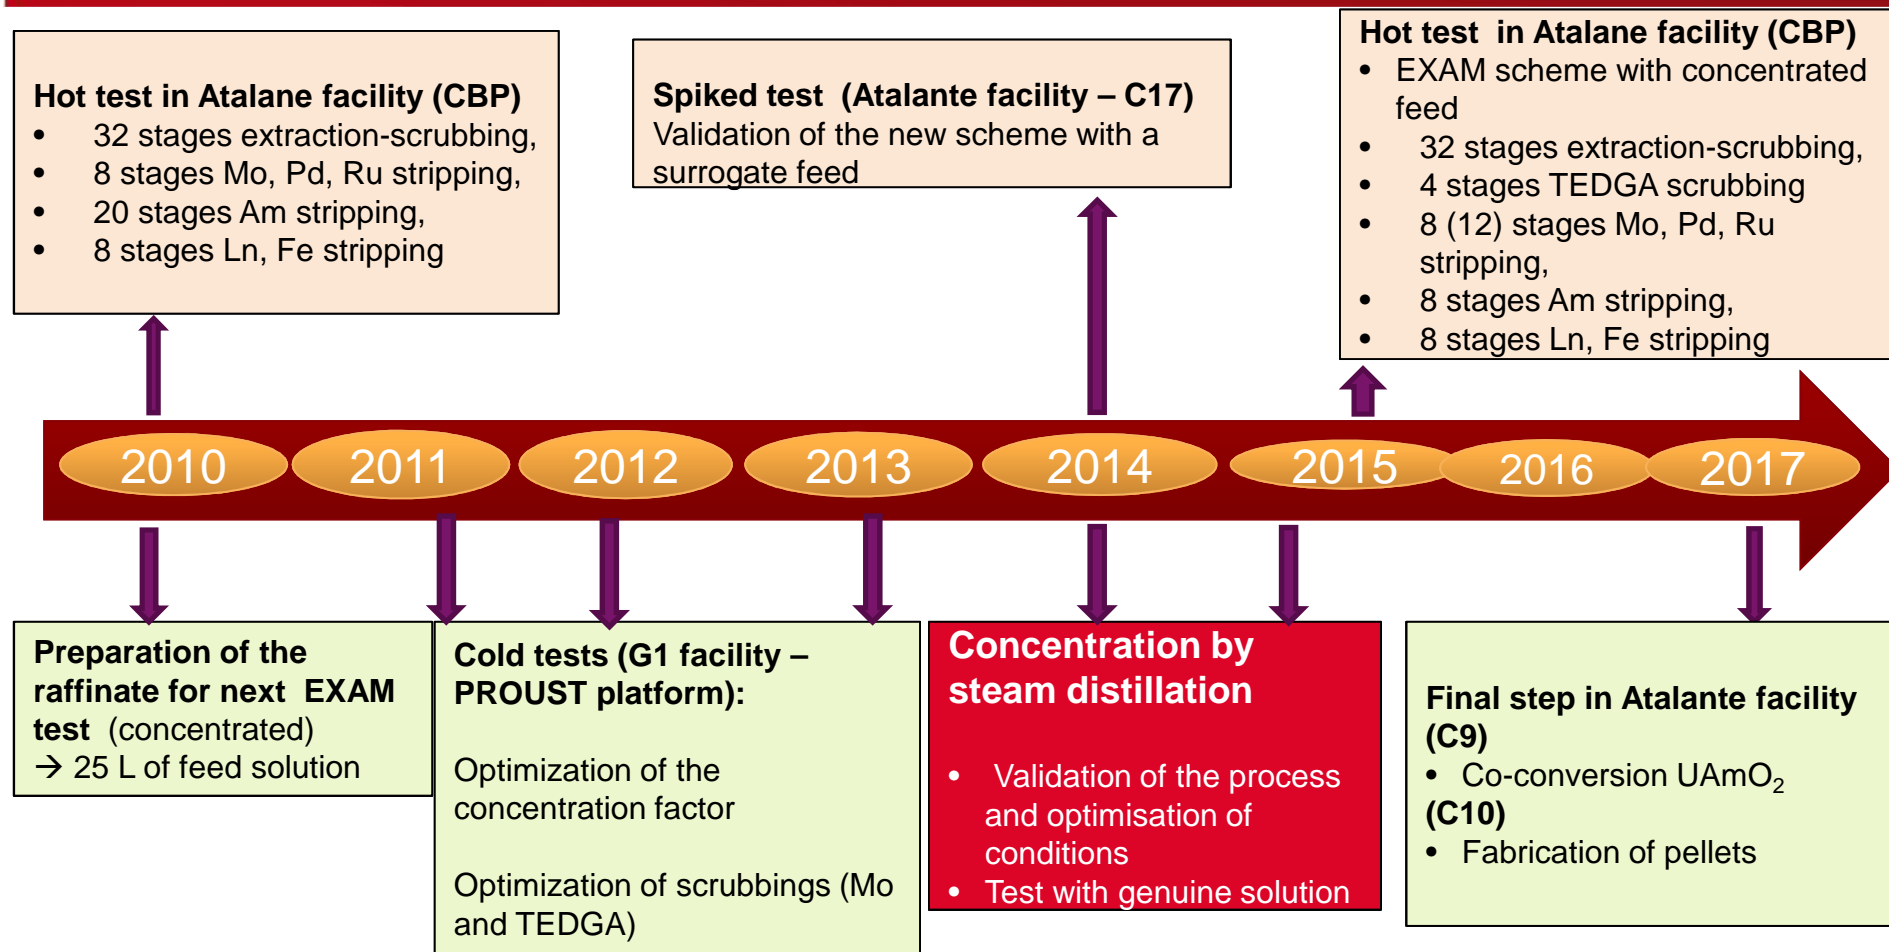 Hot test in Atalane facility (CBP)
• 32 stages extraction-scrubbing,
• 8 stages Mo, Pd, Ru stripping,
• 20 stages Am stripping,
• 8 stages Ln, Fe stripping
Spiked test (Atalante facility – C17)
Validation of the new scheme with a
surrogate feed
Hot test in Atalane facility (CBP)
• EXAM scheme with concentrated
feed
• 32 stages extraction-scrubbing,
• 4 stages TEDGA scrubbing
• 8 (12) stages Mo, Pd, Ru
stripping,
• 8 stages Am stripping,
• 8 stages Ln, Fe stripping
2010 2011 2012 2013 2014 2015 2016 2017
Preparation of the
raffinate for next EXAM
test (concentrated)
→ 25 L of feed solution
Cold tests (G1 facility –
PROUST platform):
Optimization of the
concentration factor
Optimization of scrubbings (Mo
and TEDGA)
Concentration by
steam distillation
• Validation of the process
and optimisation of
conditions
• Test with genuine solution
Final step in Atalante facility
(C9)
• Co-conversion UAmO₂
(C10)
• Fabrication of pellets